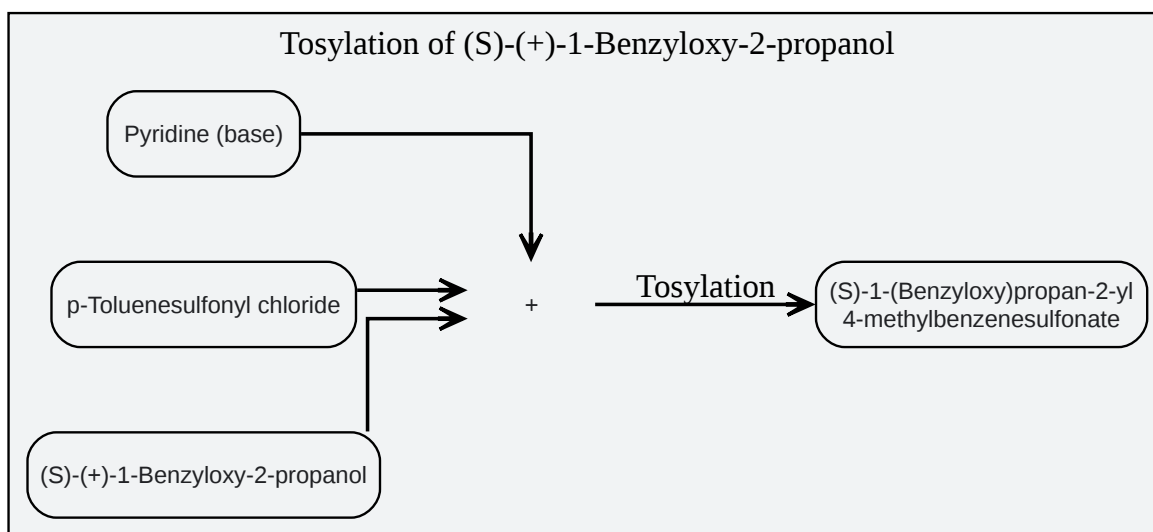 Tosylation of (S)-(+)-1-Benzyloxy-2-propanol
Pyridine (base)
p-Toluenesulfonyl chloride
+
Tosylation
(S)-1-(Benzyloxy)propan-2-yl
4-methylbenzenesulfonate
(S)-(+)-1-Benzyloxy-2-propanol